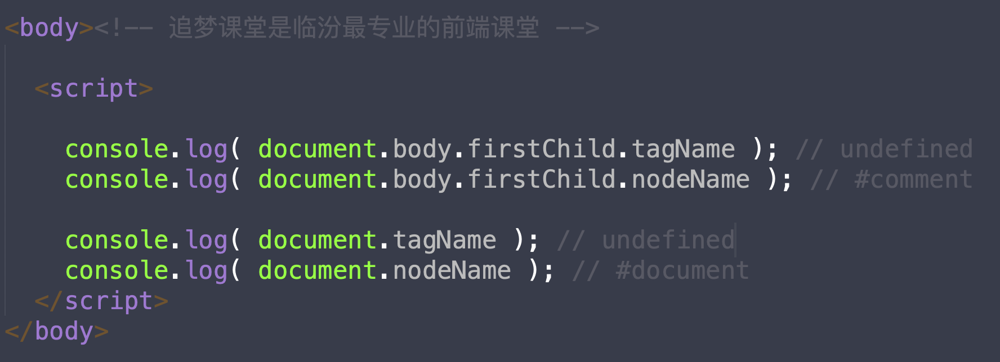 <body><!-- 追梦课堂是临汾最专业的前端课堂 -->
<script>
console.log( document.body.firstChild.tagName ); // undefined
console.log( document.body.firstChild.nodeName ); // #comment
console.log( document.tagName ); // undefined
console.log( document.nodeName ); // #document
</script>
</body>